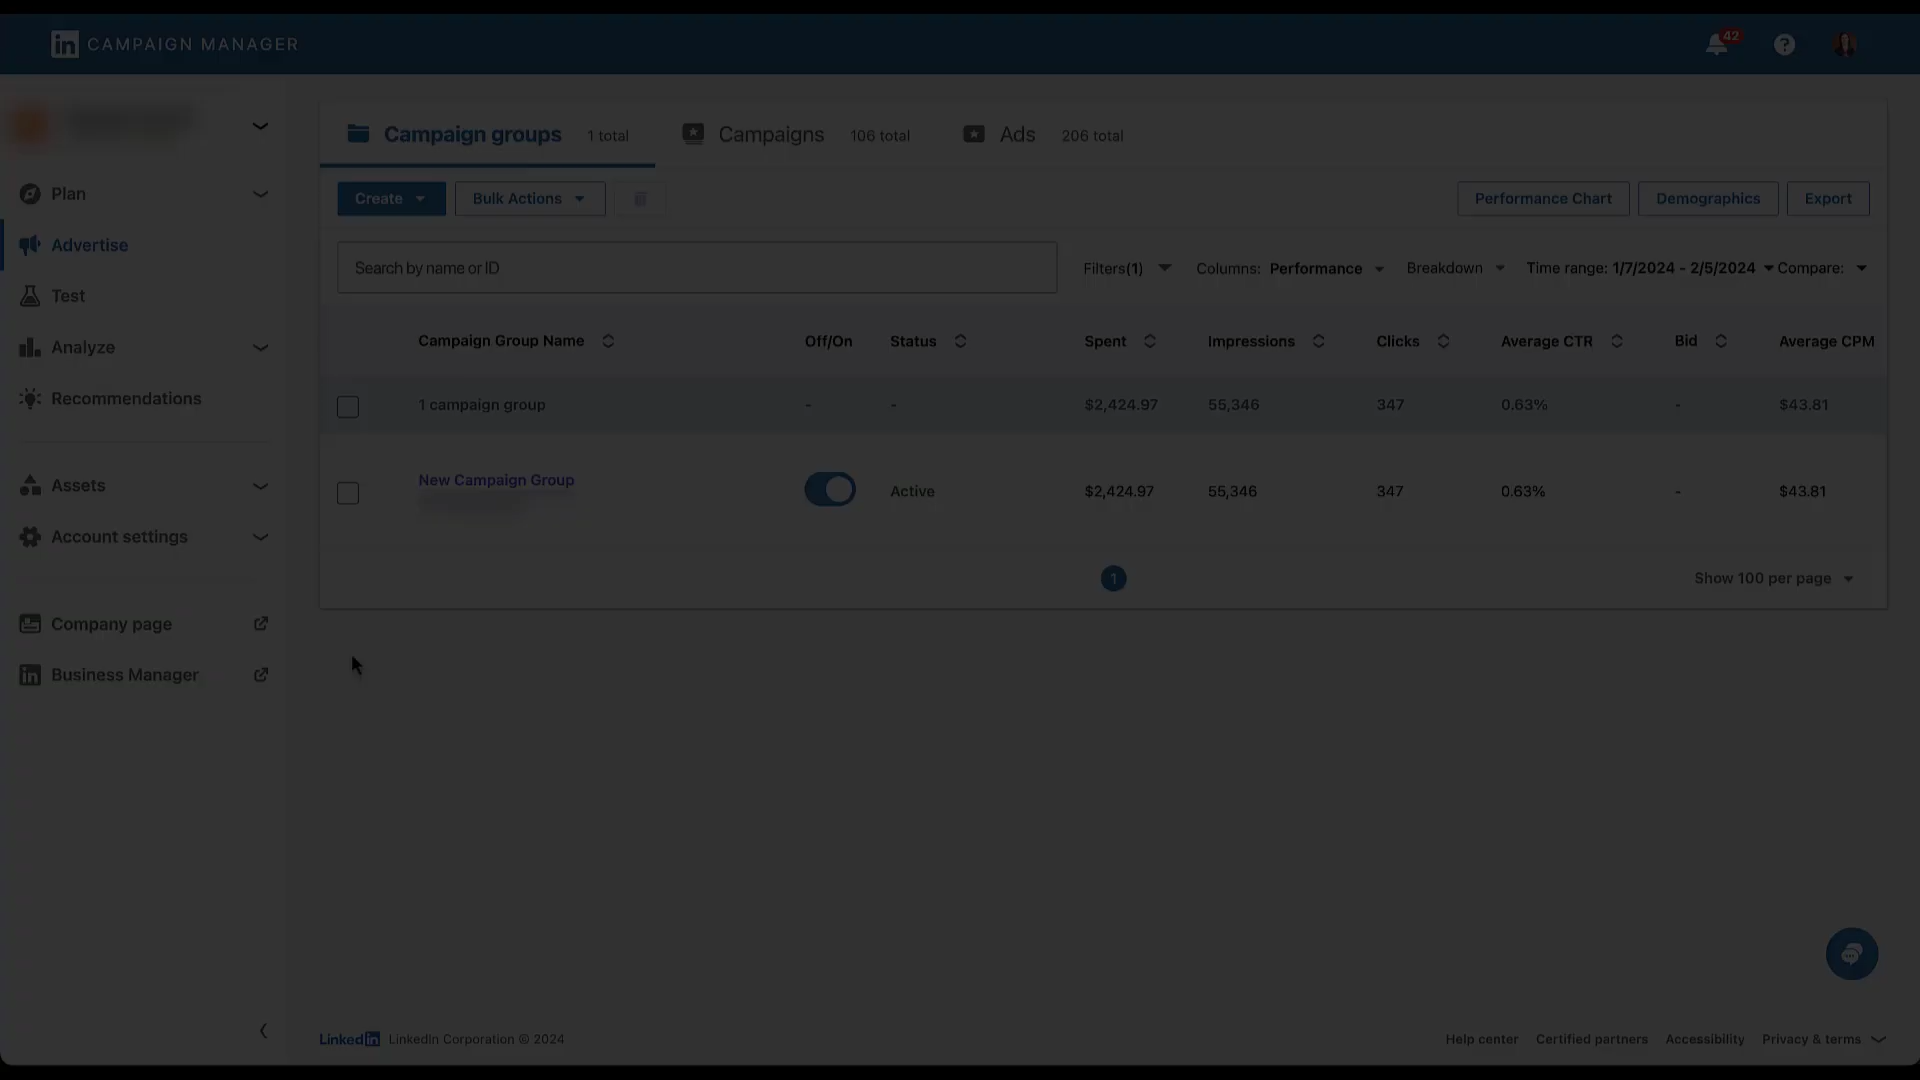 in CAMPAIGN MANAGER
42
?
Plan
Advertise
Test
Analyze
Recommendations
Assets
Account settings
Company page
in Business Manager
Campaign groups 1 total
Campaigns 106 total
Ads 206 total
Create
Bulk Actions
Performance Chart
Demographics
Export
Search by name or ID
Filters(1)
Columns: Performance
Breakdown
Time range: 1/7/2024 - 2/5/2024
Compare:
Campaign Group Name Off/On Status Spent Impressions Clicks Average CTR Bid Average CPM
1 campaign group - - $2,424.97 55,346 347 0.63% - $43.81
New Campaign Group Active $2,424.97 55,346 347 0.63% - $43.81
1
Show 100 per page
LinkedIn LinkedIn Corporation © 2024
Help center Certified partners Accessibility Privacy & terms